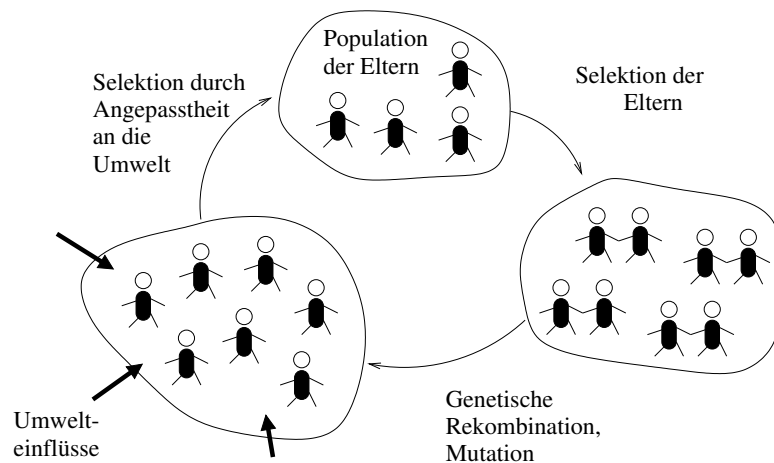 Population
der Eltern
Selektion durch
Angepasstheit
an die
Umwelt
Selektion der
Eltern
Umwelt-
einflüsse
Genetische
Rekombination,
Mutation